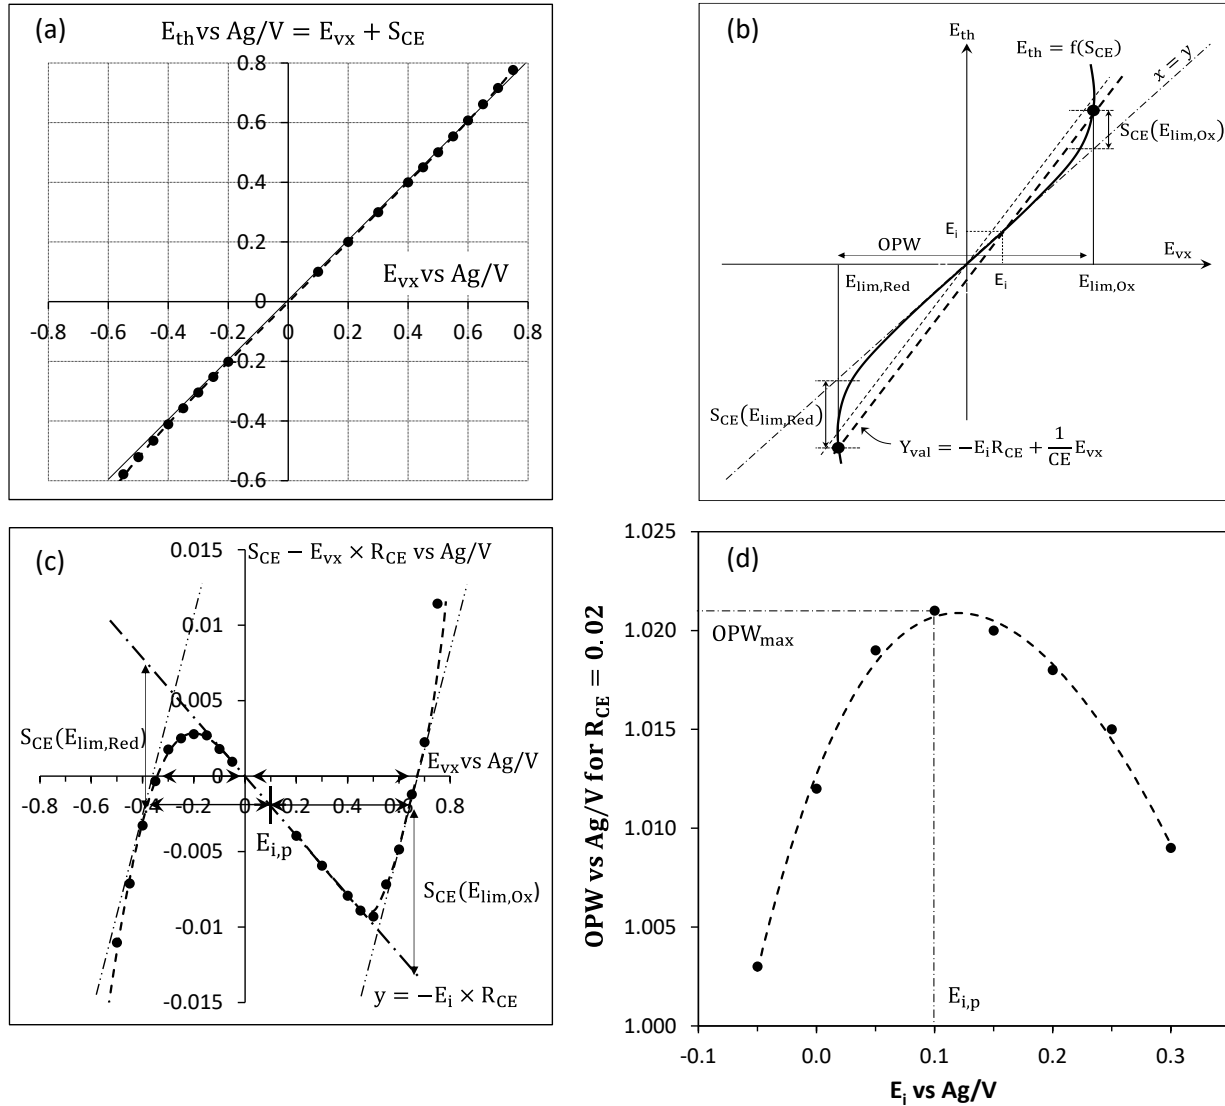 (a)
E_th vs Ag/V = E_vx + S_CE
0.8
0.6
0.4
0.2
E_vx vs Ag/V
0
-0.8 -0.6 -0.4 -0.2 0 0.2 0.4 0.6 0.8
-0.2
-0.4
-0.6
(b)
E_th
E_th = f(S_CE)
x = y
S_CE(E_lim,Ox)
E_i
OPW
E_vx
E_lim,Red
E_i
E_lim,Ox
S_CE(E_lim,Red)
Y_val = −E_i R_CE + 1/CE E_vx
(c)
0.015
S_CE − E_vx × R_CE vs Ag/V
0.01
0.005
S_CE(E_lim,Red)
E_vx vs Ag/V
0
-0.8 -0.6 -0.4 -0.2 0 0.2 0.4 0.6 0.8
E_i,p
-0.005
S_CE(E_lim,Ox)
-0.01
-0.015
y = −E_i × R_CE
(d)
OPW vs Ag/V for R_CE = 0.02
1.025
1.020
1.015
1.010
1.005
1.000
OPW_max
E_i,p
-0.1 0.0 0.1 0.2 0.3
E_i vs Ag/V